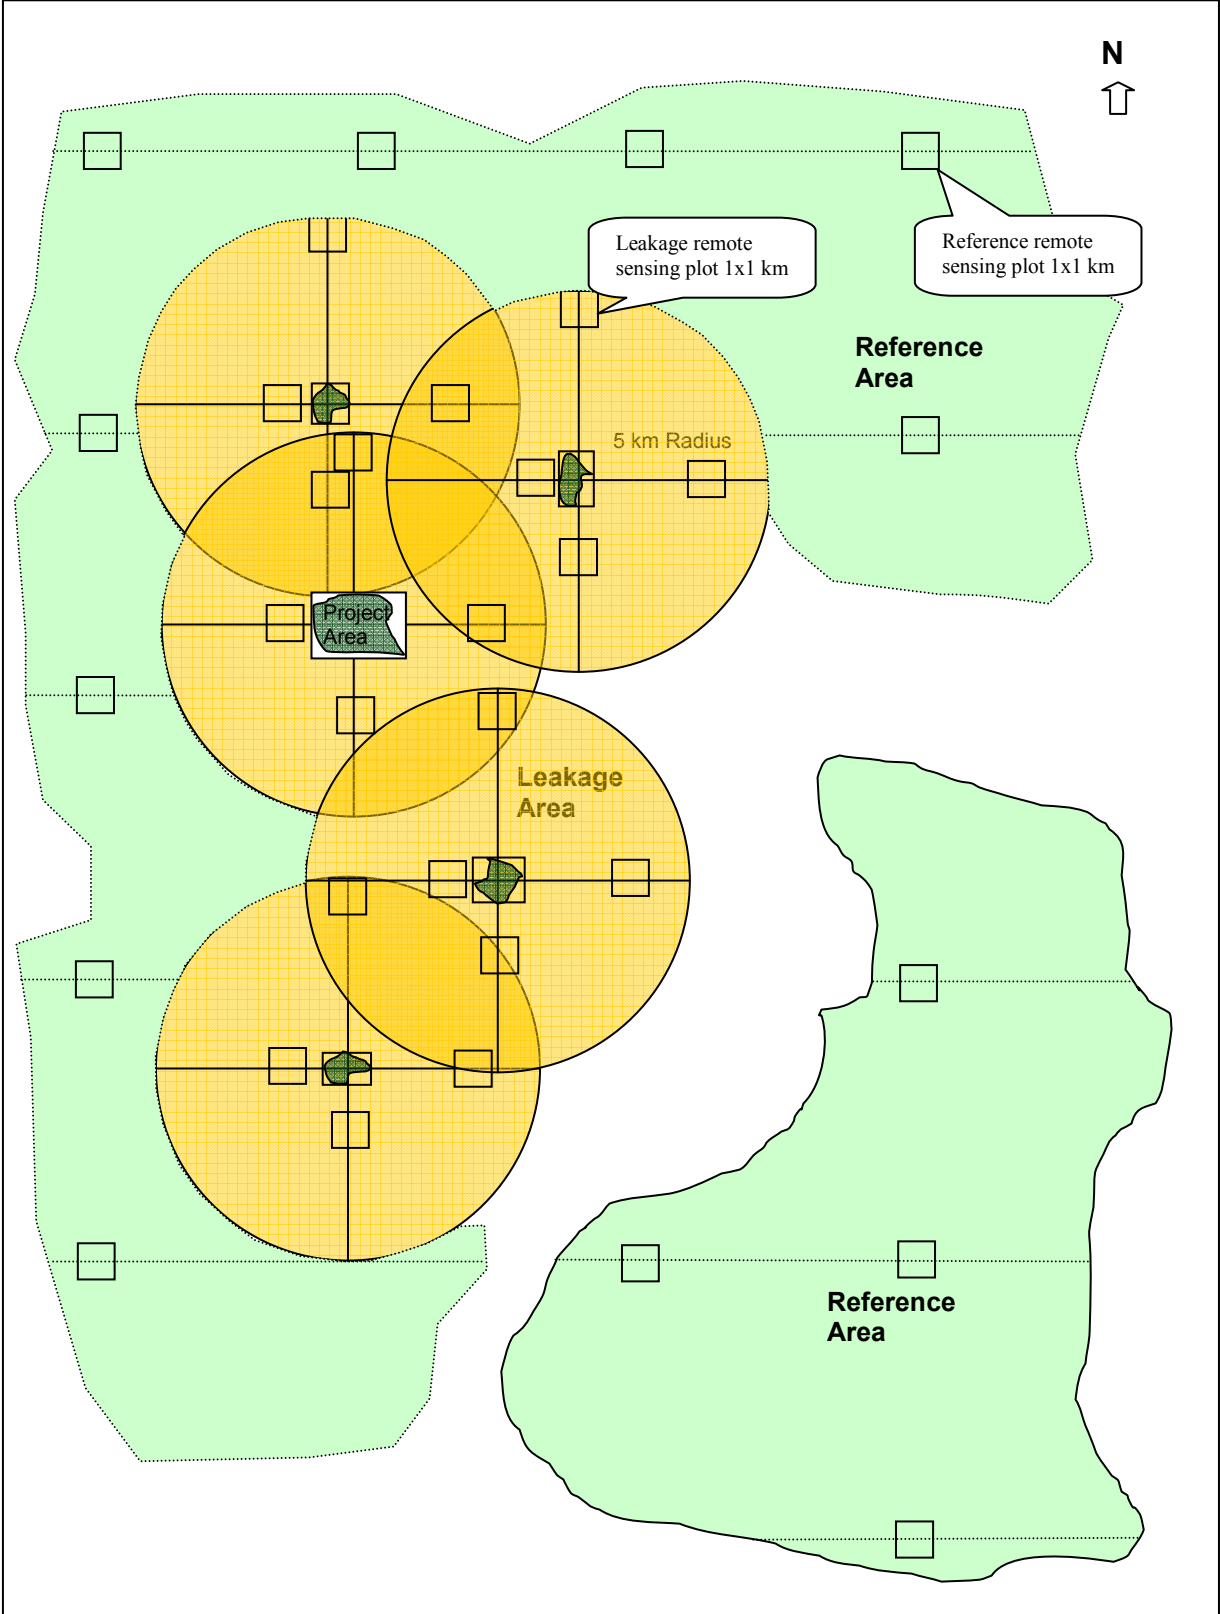 N
Leakage remote
sensing plot 1x1 km
Reference remote
sensing plot 1x1 km
Reference
Area
5 km Radius
Project
Area
Leakage
Area
Reference
Area